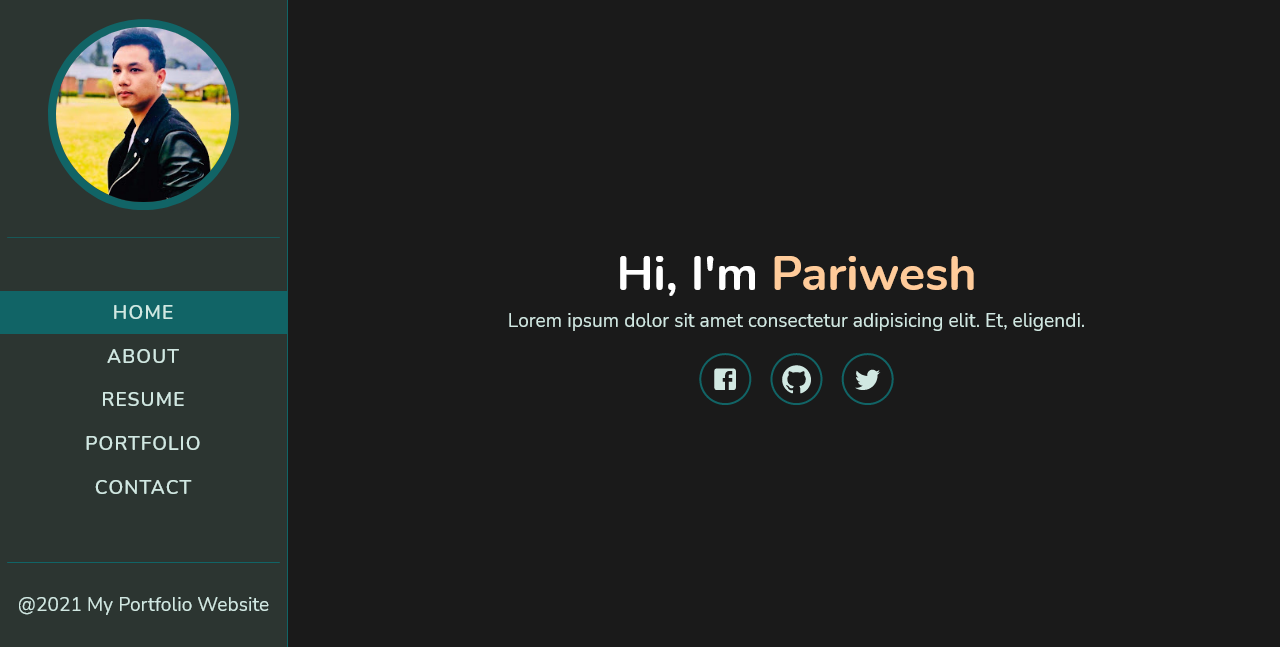 HOME
ABOUT
RESUME
PORTFOLIO
CONTACT
@2021 My Portfolio Website
Hi, I'm Pariwesh
Lorem ipsum dolor sit amet consectetur adipisicing elit. Et, eligendi.